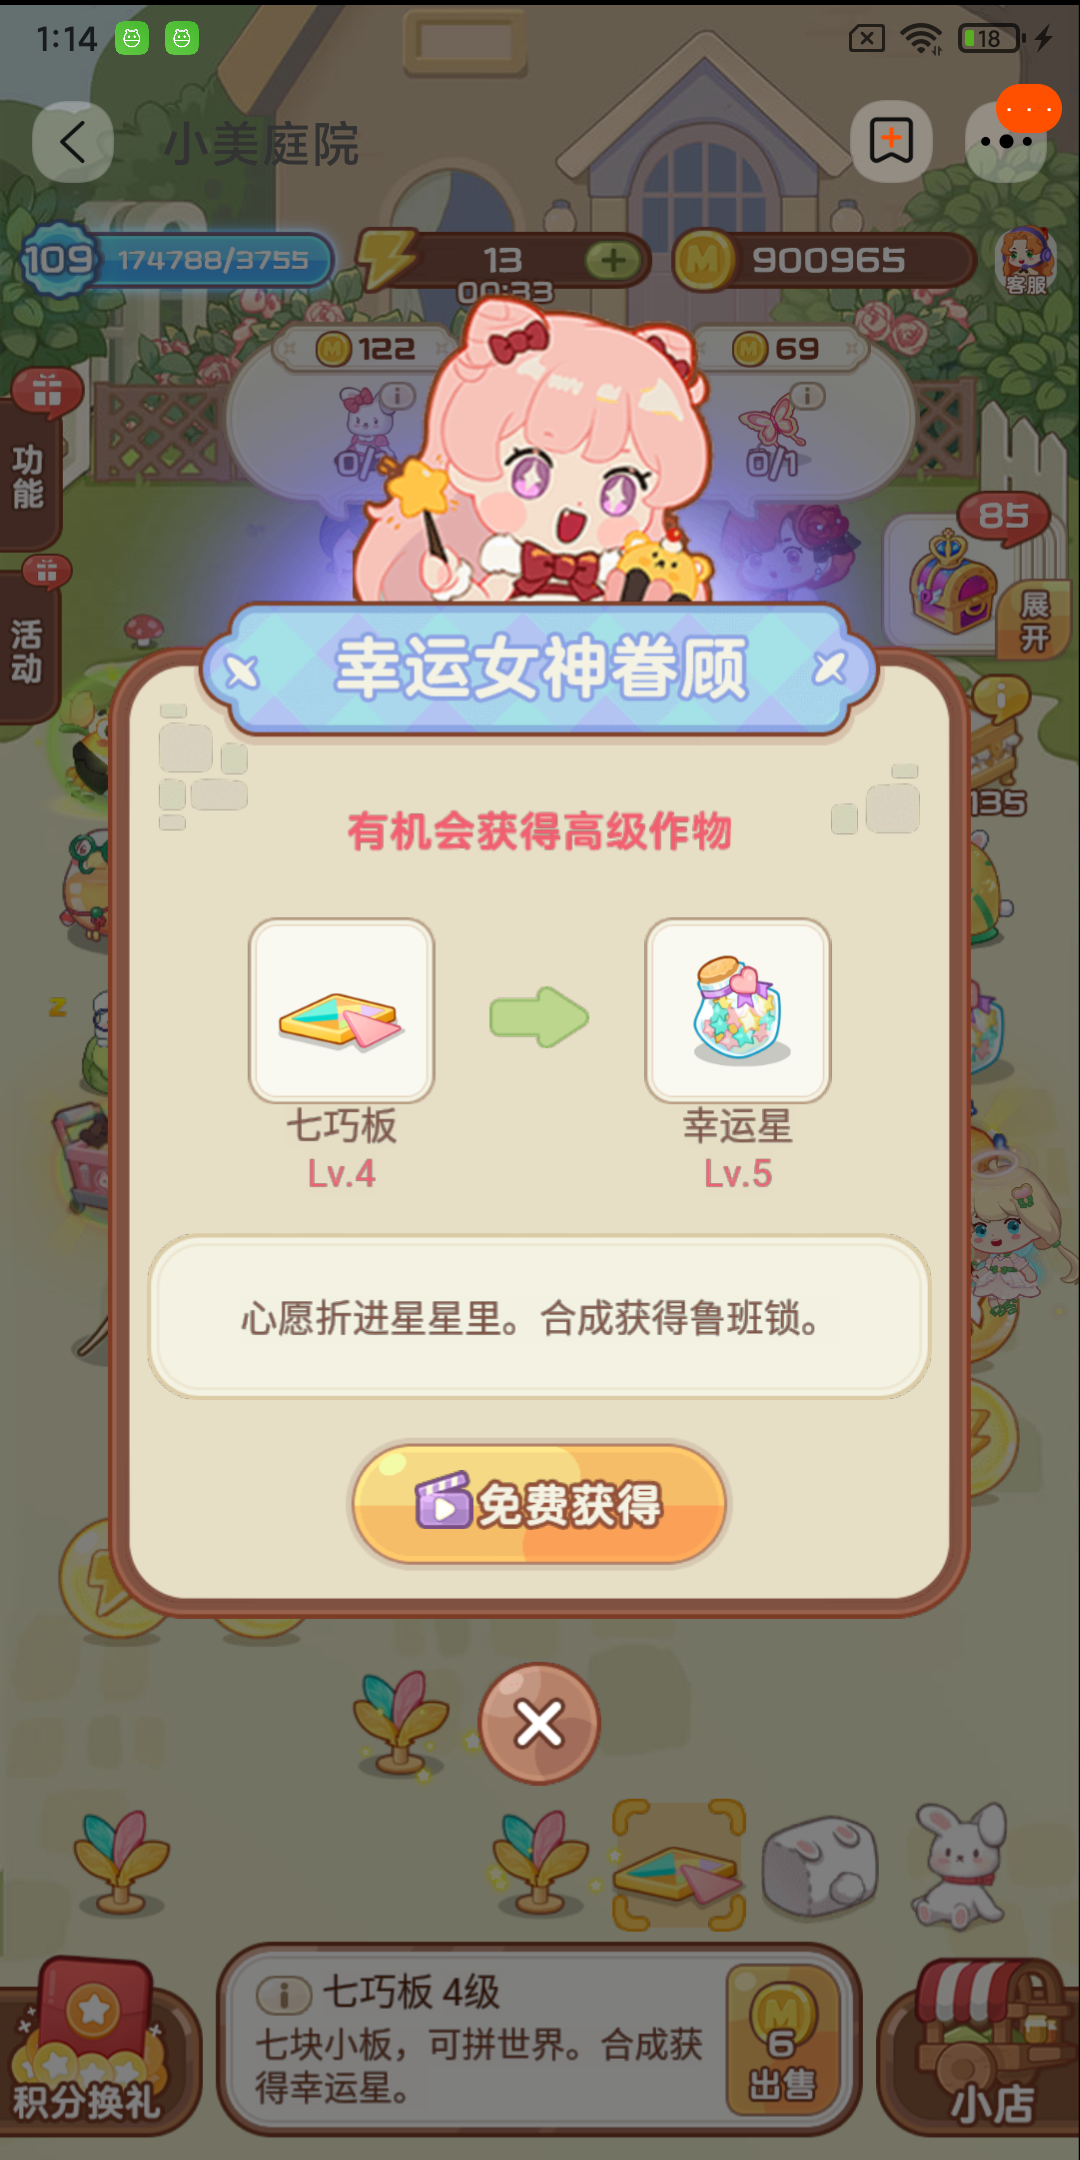 1:14
18
小美庭院
109
174788/3755
13
900965
00:33
客服
122
69
0/
0/1
功能
85
展开
活动
幸运女神眷顾
135
有机会获得高级作物
七巧板
幸运星
Lv.4
Lv.5
心愿折进星星里。合成获得鲁班锁。
免费获得
七巧板 4级
七块小板，可拼世界。合成获
得幸运星。
6
出售
积分换礼
小店